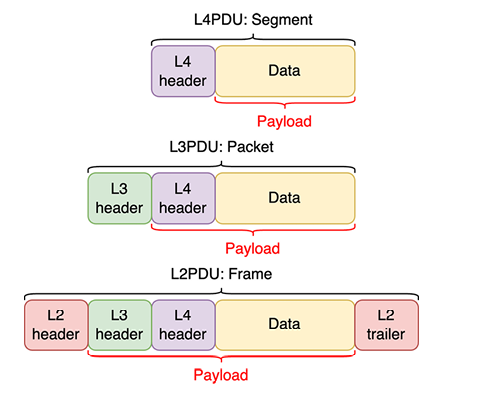 L4PDU: Segment
L4 header
Data
Payload
L3PDU: Packet
L3 header
L4 header
Data
Payload
L2PDU: Frame
L2 header
L3 header
L4 header
Data
L2 trailer
Payload